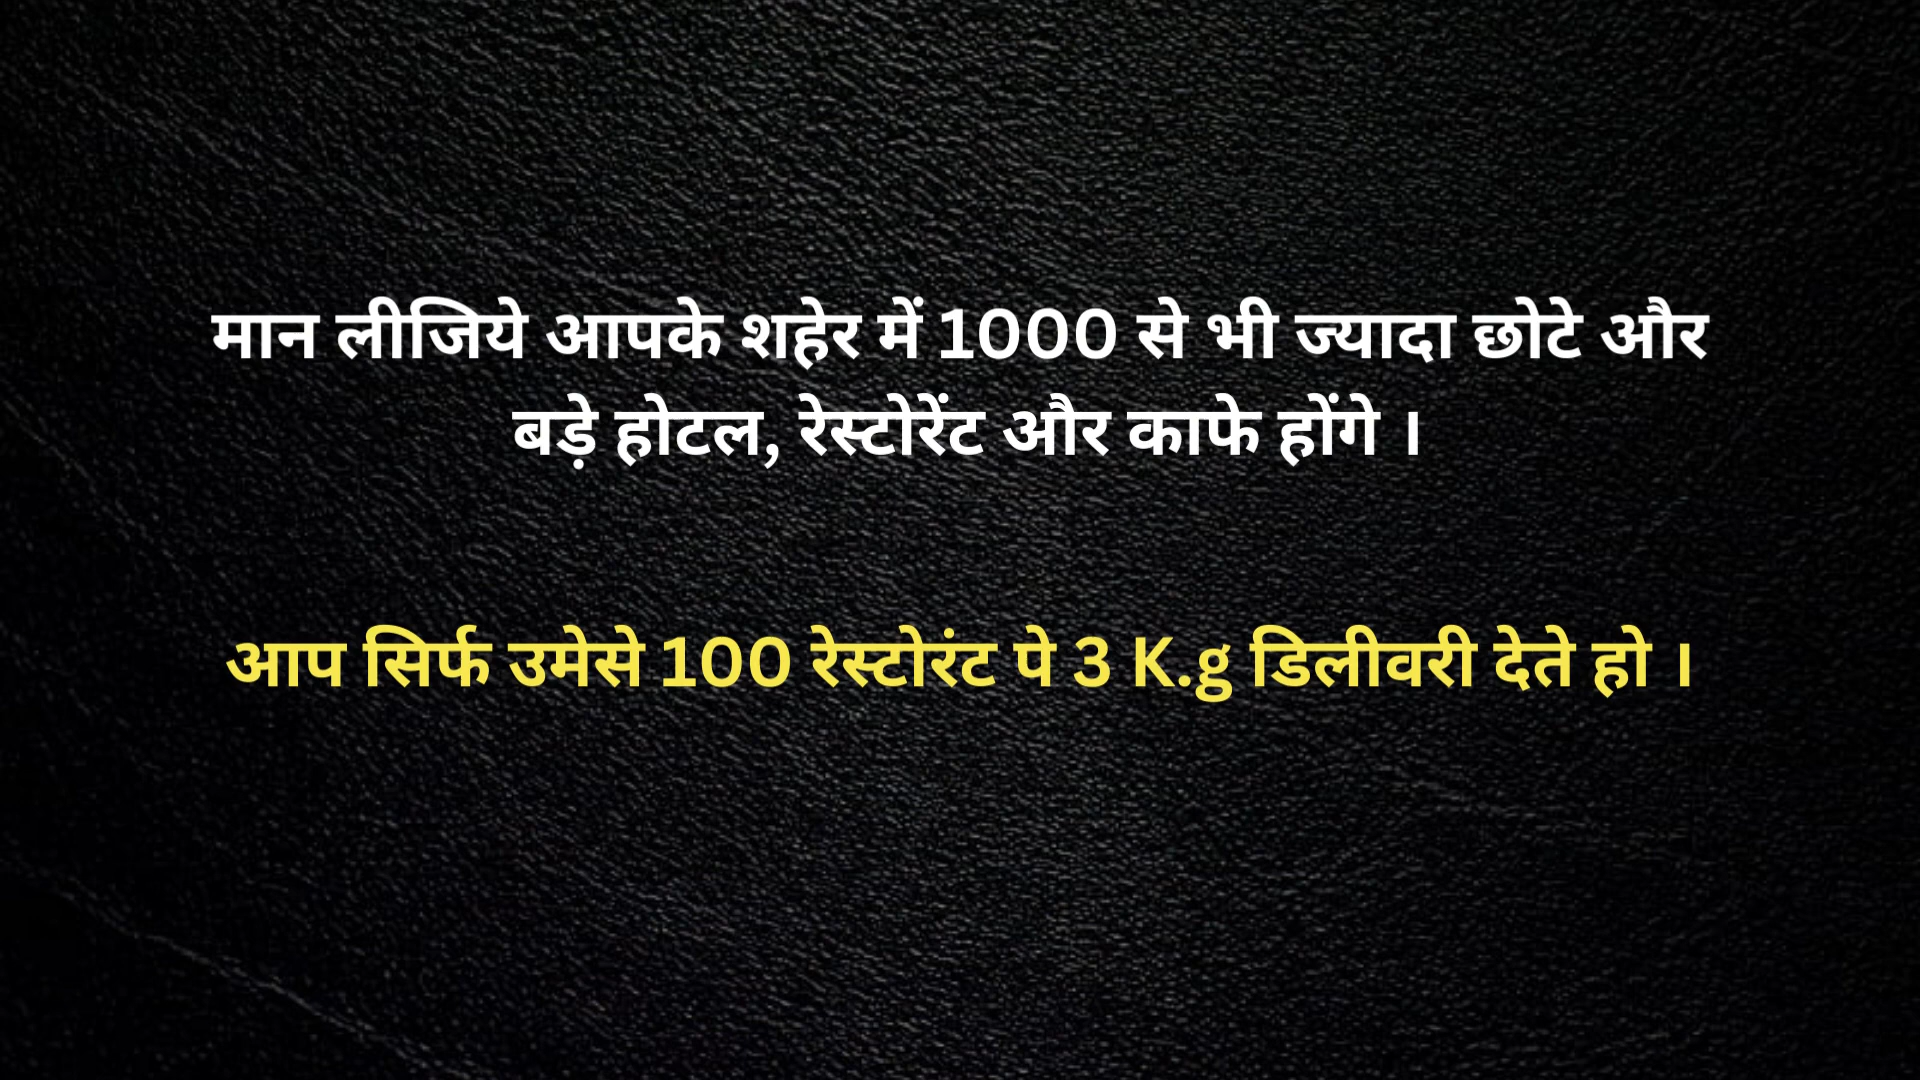 मान लीजिये आपके शहेर में 1000 से भी ज्यादा छोटे और
बड़े होटल, रेस्टोरेंट और काफे होंगे ।
आप सिर्फ उमेसे 100 रेस्टोरंट पे 3 K.g डिलीवरी देते हो ।